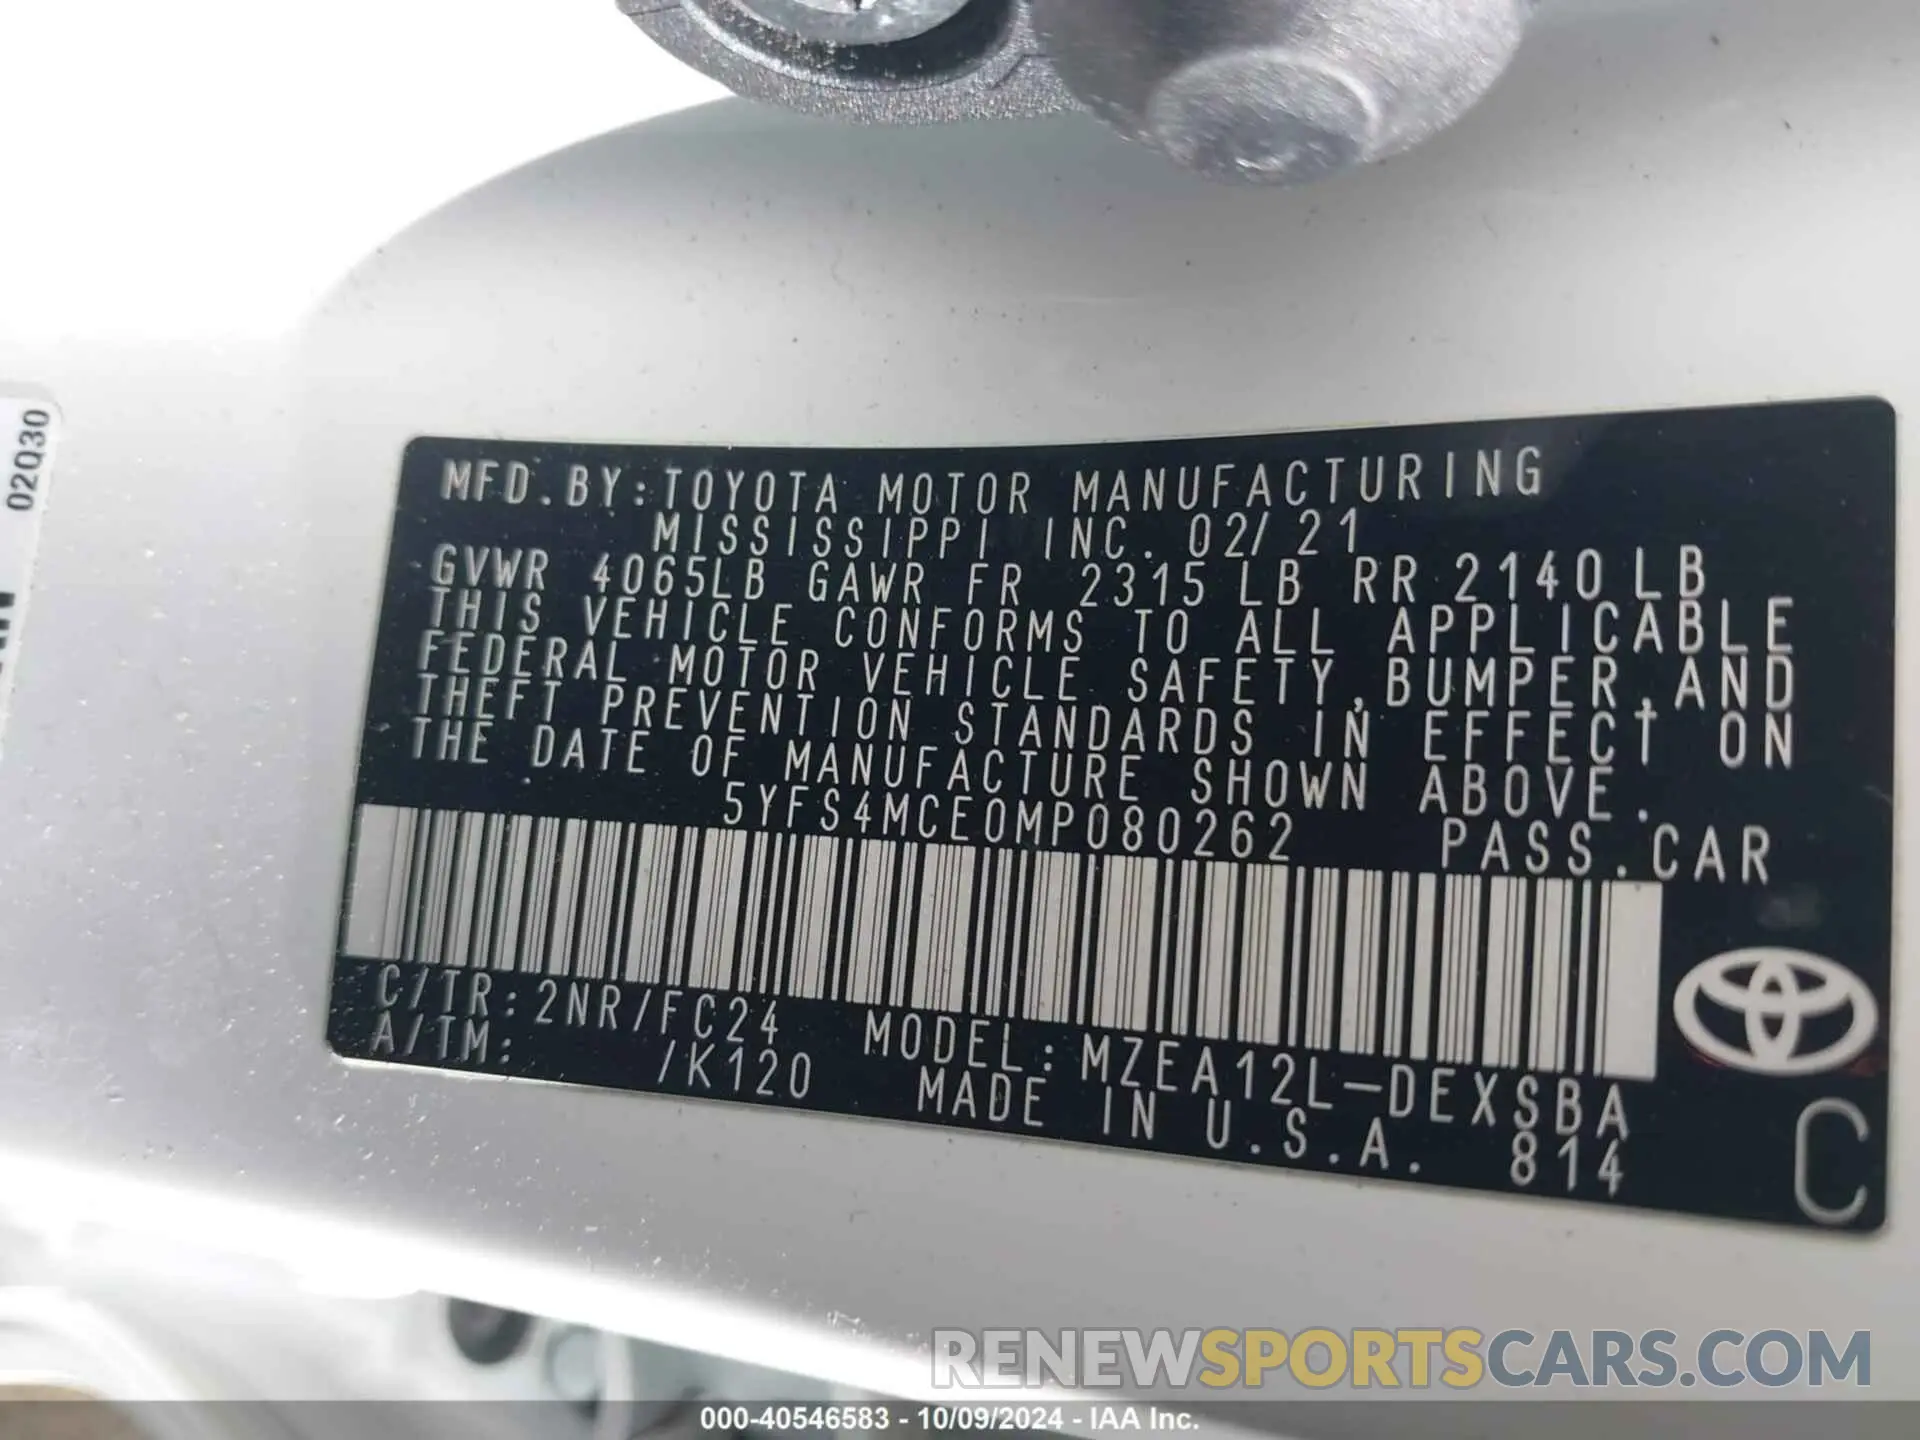 02Q30
MFD.BY:TOYOTA MOTOR MANUFACTURING
MISSISSIPPI INC. 02/21
GVWR 4065LB GAWR FR 2315LB RR 2140LB
THIS VEHICLE CONFORMS TO ALL APPLICABLE
FEDERAL MOTOR VEHICLE SAFETY,BUMPER,AND
THEFT PREVENTION STANDARDS IN EFFECT ON
THE DATE OF MANUFACTURE SHOWN ABOVE.
5YFS4MCE0MP080262 PASS.CAR
C/TR:2NR/FC24 MODEL:MZEA12L-DEXSBA
A/TM: /K120 MADE IN U.S.A. 814
C
RENEWSPORTSCARS.COM
000-40546583 - 10/09/2024 - IAA Inc.